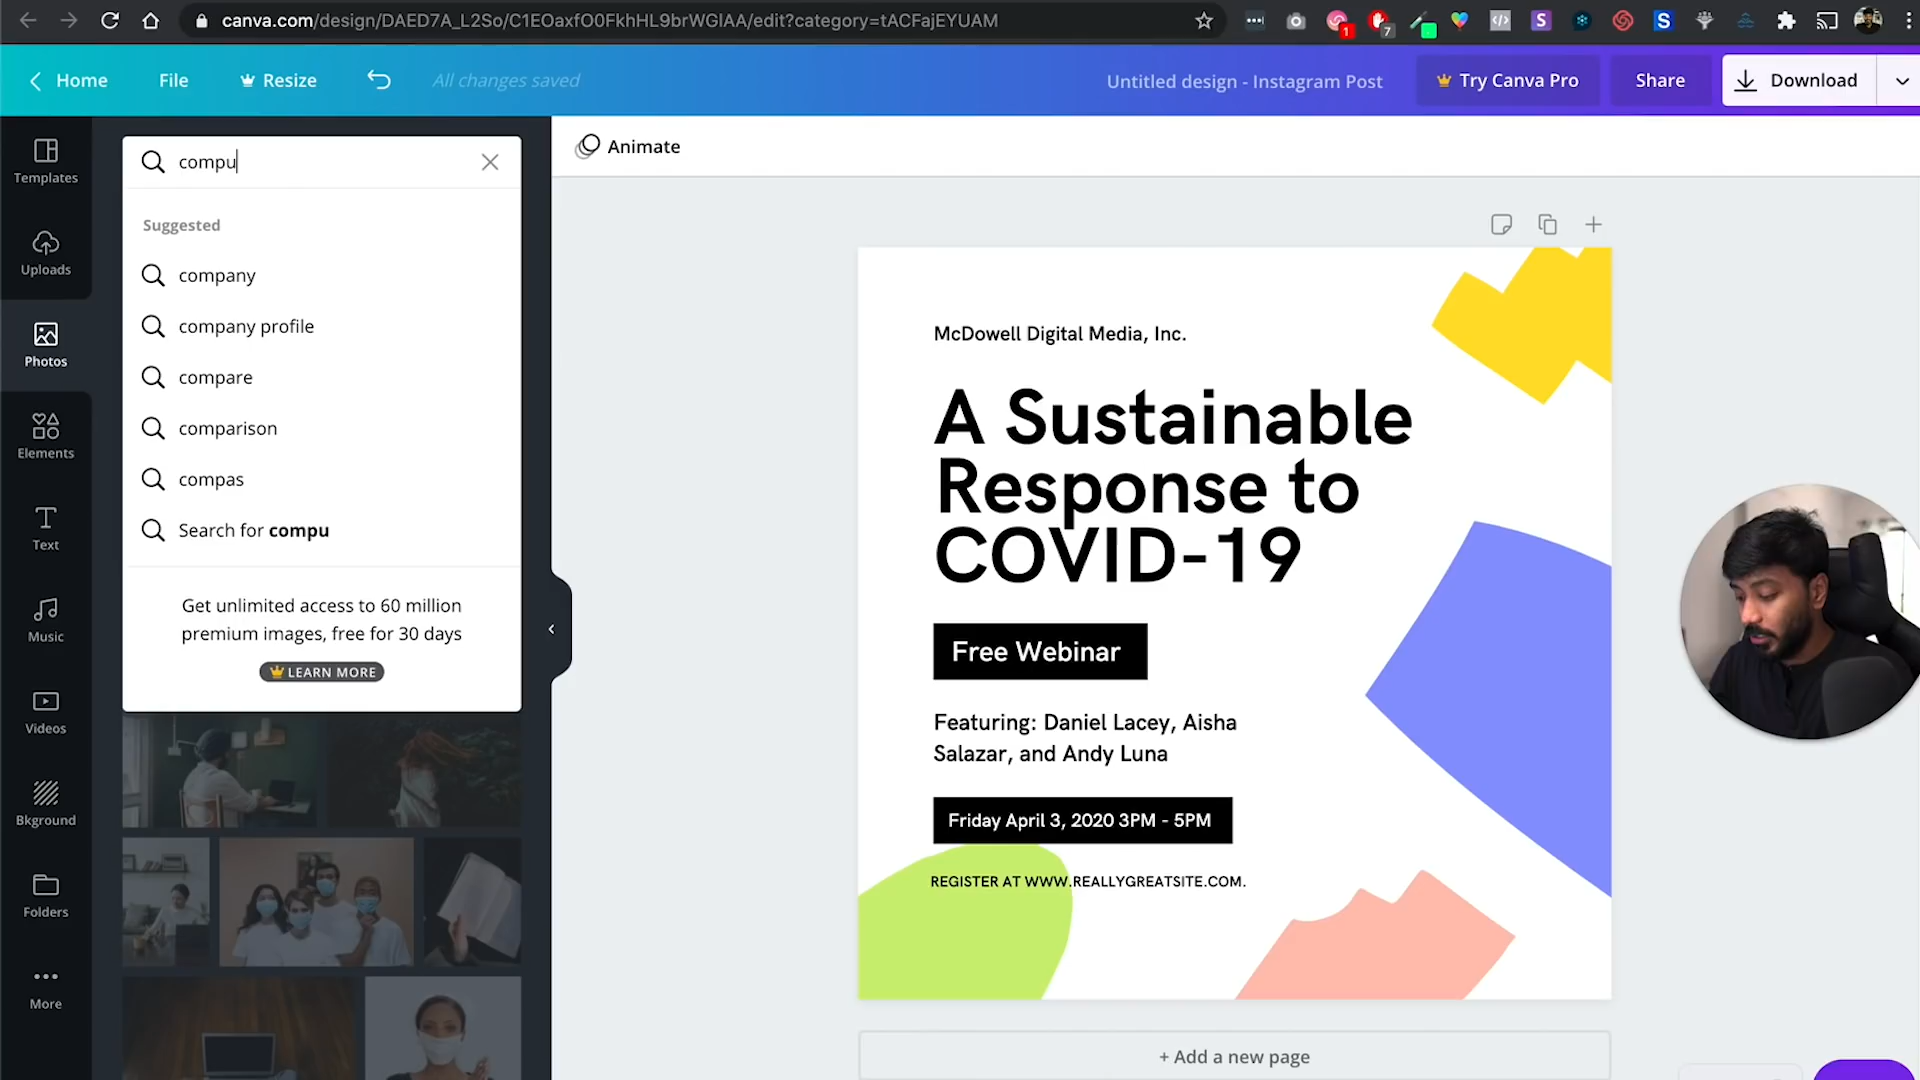 canva.com/design/DAED7A_L2So/C1EOaxfO0FkhHL9brWGIAA/edit?category=tACFajEYUAM
1
7
S
S
Home
File
Resize
All changes saved
Untitled design - Instagram Post
Try Canva Pro
Share
Download
Templates
Uploads
Photos
Elements
Text
Music
Videos
Bkground
Folders
More
compu
Suggested
company
company profile
compare
comparison
compas
Search for compu
Get unlimited access to 60 million
premium images, free for 30 days
LEARN MORE
Animate
McDowell Digital Media, Inc.
A Sustainable
Response to
COVID-19
Free Webinar
Featuring: Daniel Lacey, Aisha
Salazar, and Andy Luna
Friday April 3, 2020 3PM - 5PM
REGISTER AT WWW.REALLYGREATSITE.COM.
+ Add a new page